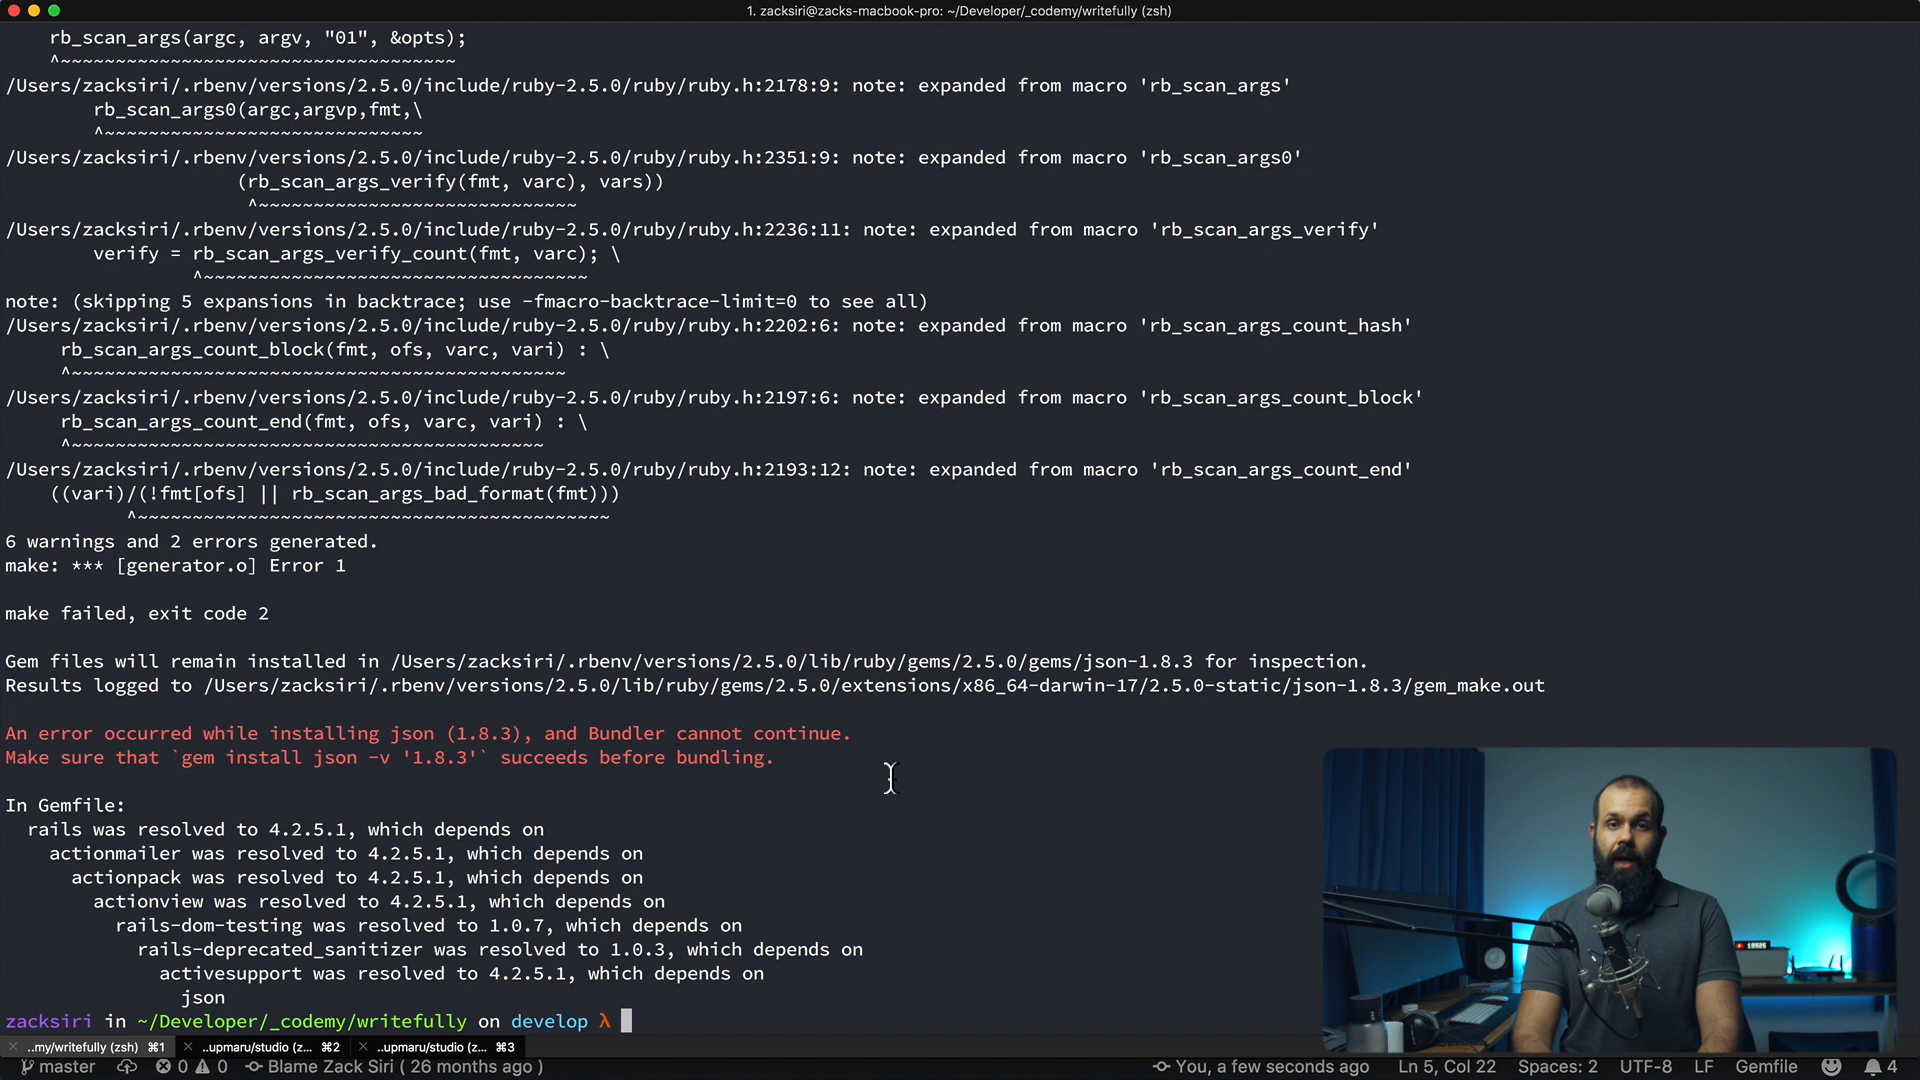 1. zacksiri@zacks-macbook-pro: ~/Developer/_codemy/writefully (zsh)
rb_scan_args(argc, argv, "01", &opts);
^~~~~~~~~~~~~~~~~~~~~~~~~~~~~~~~~~~~~
/Users/zacksiri/.rbenv/versions/2.5.0/include/ruby-2.5.0/ruby/ruby.h:2178:9: note: expanded from macro 'rb_scan_args'
rb_scan_args0(argc,argvp,fmt,\
^~~~~~~~~~~~~~~~~~~~~~~~~~~~~~
/Users/zacksiri/.rbenv/versions/2.5.0/include/ruby-2.5.0/ruby/ruby.h:2351:9: note: expanded from macro 'rb_scan_args0'
(rb_scan_args_verify(fmt, varc), vars))
^~~~~~~~~~~~~~~~~~~~~~~~~~~~~~
/Users/zacksiri/.rbenv/versions/2.5.0/include/ruby-2.5.0/ruby/ruby.h:2236:11: note: expanded from macro 'rb_scan_args_verify'
verify = rb_scan_args_verify_count(fmt, varc); \
^~~~~~~~~~~~~~~~~~~~~~~~~~~~~~~~~~~~
note: (skipping 5 expansions in backtrace; use -fmacro-backtrace-limit=0 to see all)
/Users/zacksiri/.rbenv/versions/2.5.0/include/ruby-2.5.0/ruby/ruby.h:2202:6: note: expanded from macro 'rb_scan_args_count_hash'
rb_scan_args_count_block(fmt, ofs, varc, vari) : \
^~~~~~~~~~~~~~~~~~~~~~~~~~~~~~~~~~~~~~~~~~~~~~
/Users/zacksiri/.rbenv/versions/2.5.0/include/ruby-2.5.0/ruby/ruby.h:2197:6: note: expanded from macro 'rb_scan_args_count_block'
rb_scan_args_count_end(fmt, ofs, varc, vari) : \
^~~~~~~~~~~~~~~~~~~~~~~~~~~~~~~~~~~~~~~~~~~~
/Users/zacksiri/.rbenv/versions/2.5.0/include/ruby-2.5.0/ruby/ruby.h:2193:12: note: expanded from macro 'rb_scan_args_count_end'
((vari)/(!fmt[ofs] || rb_scan_args_bad_format(fmt)))
^~~~~~~~~~~~~~~~~~~~~~~~~~~~~~~~~~~~~~~~~~~~
6 warnings and 2 errors generated.
make: *** [generator.o] Error 1
make failed, exit code 2
Gem files will remain installed in /Users/zacksiri/.rbenv/versions/2.5.0/lib/ruby/gems/2.5.0/gems/json-1.8.3 for inspection.
Results logged to /Users/zacksiri/.rbenv/versions/2.5.0/lib/ruby/gems/2.5.0/extensions/x86_64-darwin-17/2.5.0-static/json-1.8.3/gem_make.out
An error occurred while installing json (1.8.3), and Bundler cannot continue.
Make sure that `gem install json -v '1.8.3'` succeeds before bundling.
In Gemfile:
rails was resolved to 4.2.5.1, which depends on
actionmailer was resolved to 4.2.5.1, which depends on
actionpack was resolved to 4.2.5.1, which depends on
actionview was resolved to 4.2.5.1, which depends on
rails-dom-testing was resolved to 1.0.7, which depends on
rails-deprecated_sanitizer was resolved to 1.0.3, which depends on
activesupport was resolved to 4.2.5.1, which depends on
json
zacksiri in ~/Developer/_codemy/writefully on develop λ
× ..my/writefully (zsh) ⌘1 × ..upmaru/studio (z... ⌘2 × ..upmaru/studio (z... ⌘3
master 0 0 Blame Zack Siri ( 26 months ago ) You, a few seconds ago Ln 5, Col 22 Spaces: 2 UTF-8 LF Gemfile 4